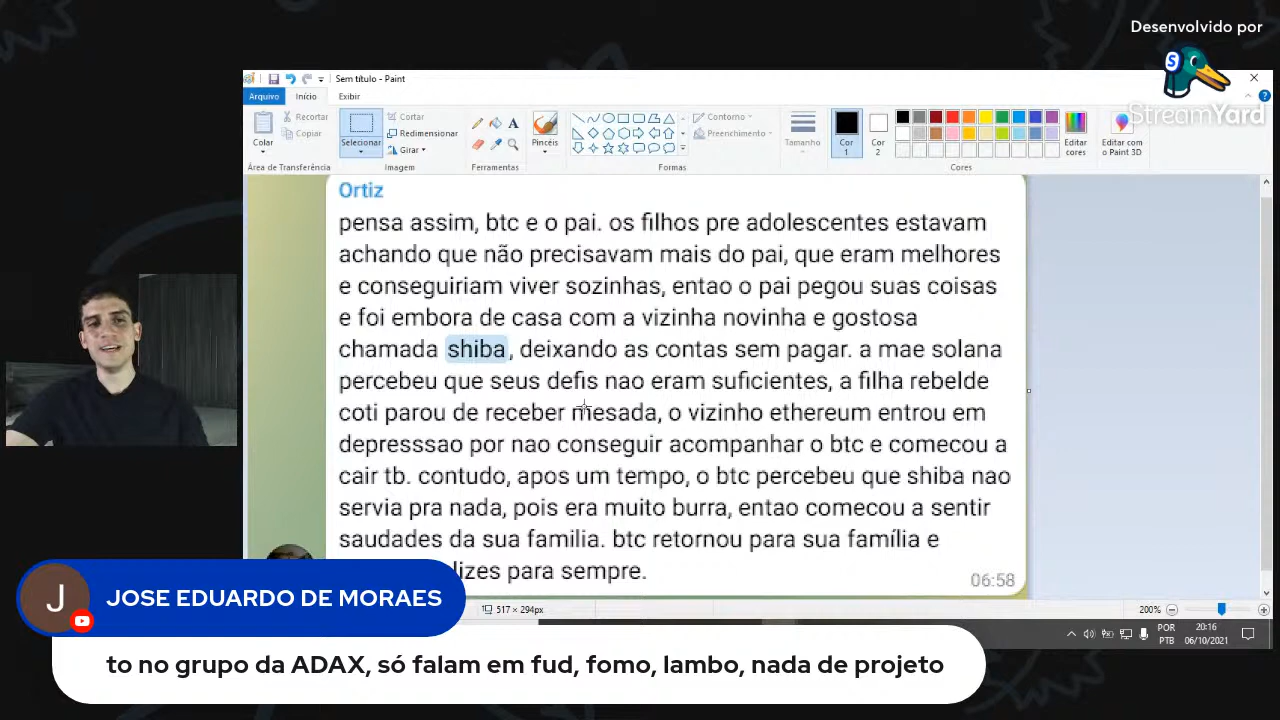 Desenvolvido por
StreamYard
Sem título - Paint
Arquivo Início Exibir
Colar
Recortar
Copiar
Área de Transferência
Selecionar
Cortar
Redimensionar
Girar
Imagem
A
Ferramentas
Pincéis
Contorno
Preenchimento
Formas
Tamanho
Cor 1
Cor 2
Editar cores
Cores
Editar com o Paint 3D
Ortiz
pensa assim, btc e o pai. os filhos pre adolescentes estavam
achando que não precisavam mais do pai, que eram melhores
e conseguiriam viver sozinhas, entao o pai pegou suas coisas
e foi embora de casa com a vizinha novinha e gostosa
chamada shiba, deixando as contas sem pagar. a mae solana
percebeu que seus defis nao eram suficientes, a filha rebelde
coti parou de receber mesada, o vizinho ethereum entrou em
depresssao por nao conseguir acompanhar o btc e comecou a
cair tb. contudo, apos um tempo, o btc percebeu que shiba nao
servia pra nada, pois era muito burra, entao comecou a sentir
saudades da sua familia. btc retornou para sua família e
lizes para sempre.
06:58
517 × 294px
200%
POR
PTB
20:16
06/10/2021
J
JOSE EDUARDO DE MORAES
to no grupo da ADAX, só falam em fud, fomo, lambo, nada de projeto